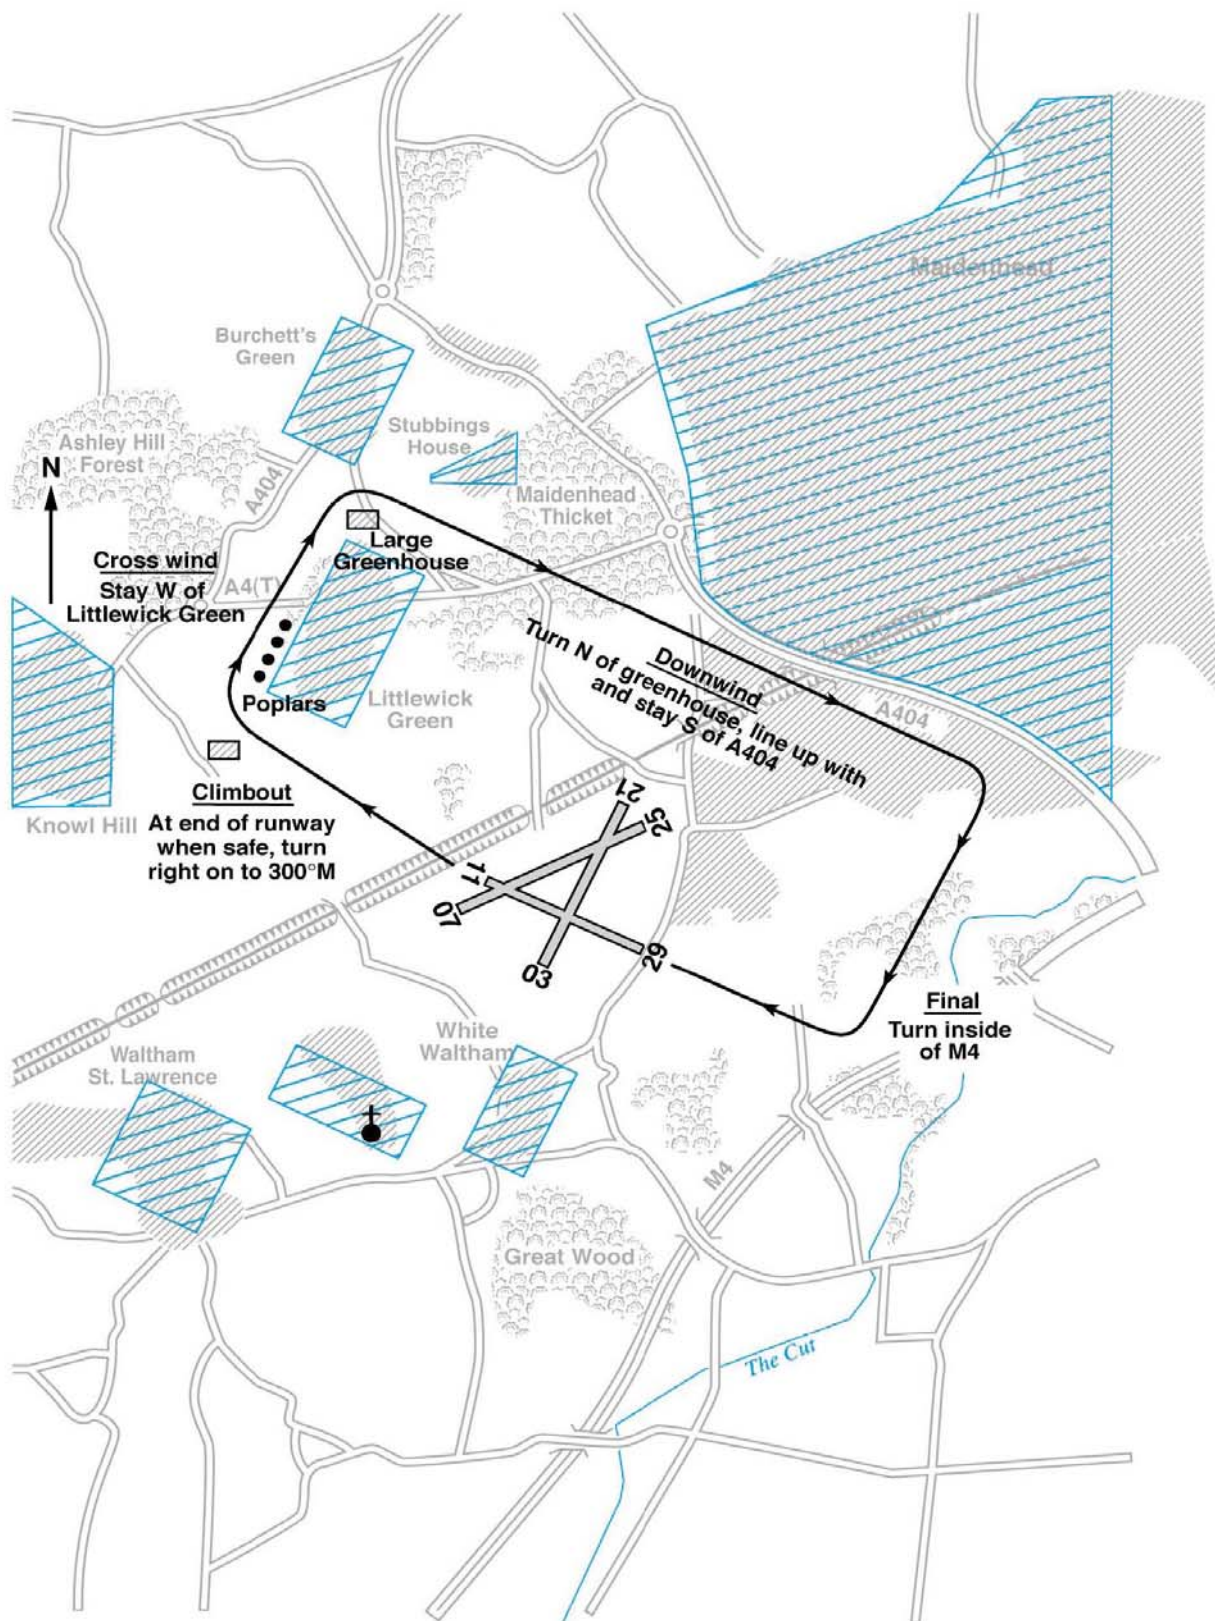 Maidenhead
Burchett's
Green
Stubbings
House
Ashley Hill
Forest
N
A404
Maidenhead
Thicket
Large
Greenhouse
Cross wind
Stay W of
Littlewick Green
A4(T)
Poplars
Littlewick
Green
Downwind
Turn N of greenhouse, line up with
and stay S of A404
A404
Climbout
At end of runway
when safe, turn
right on to 300°M
Knowl Hill
21
25
11
07
03
29
Final
Turn inside
of M4
White
Waltham
Waltham
St. Lawrence
M4
Great Wood
The Cut